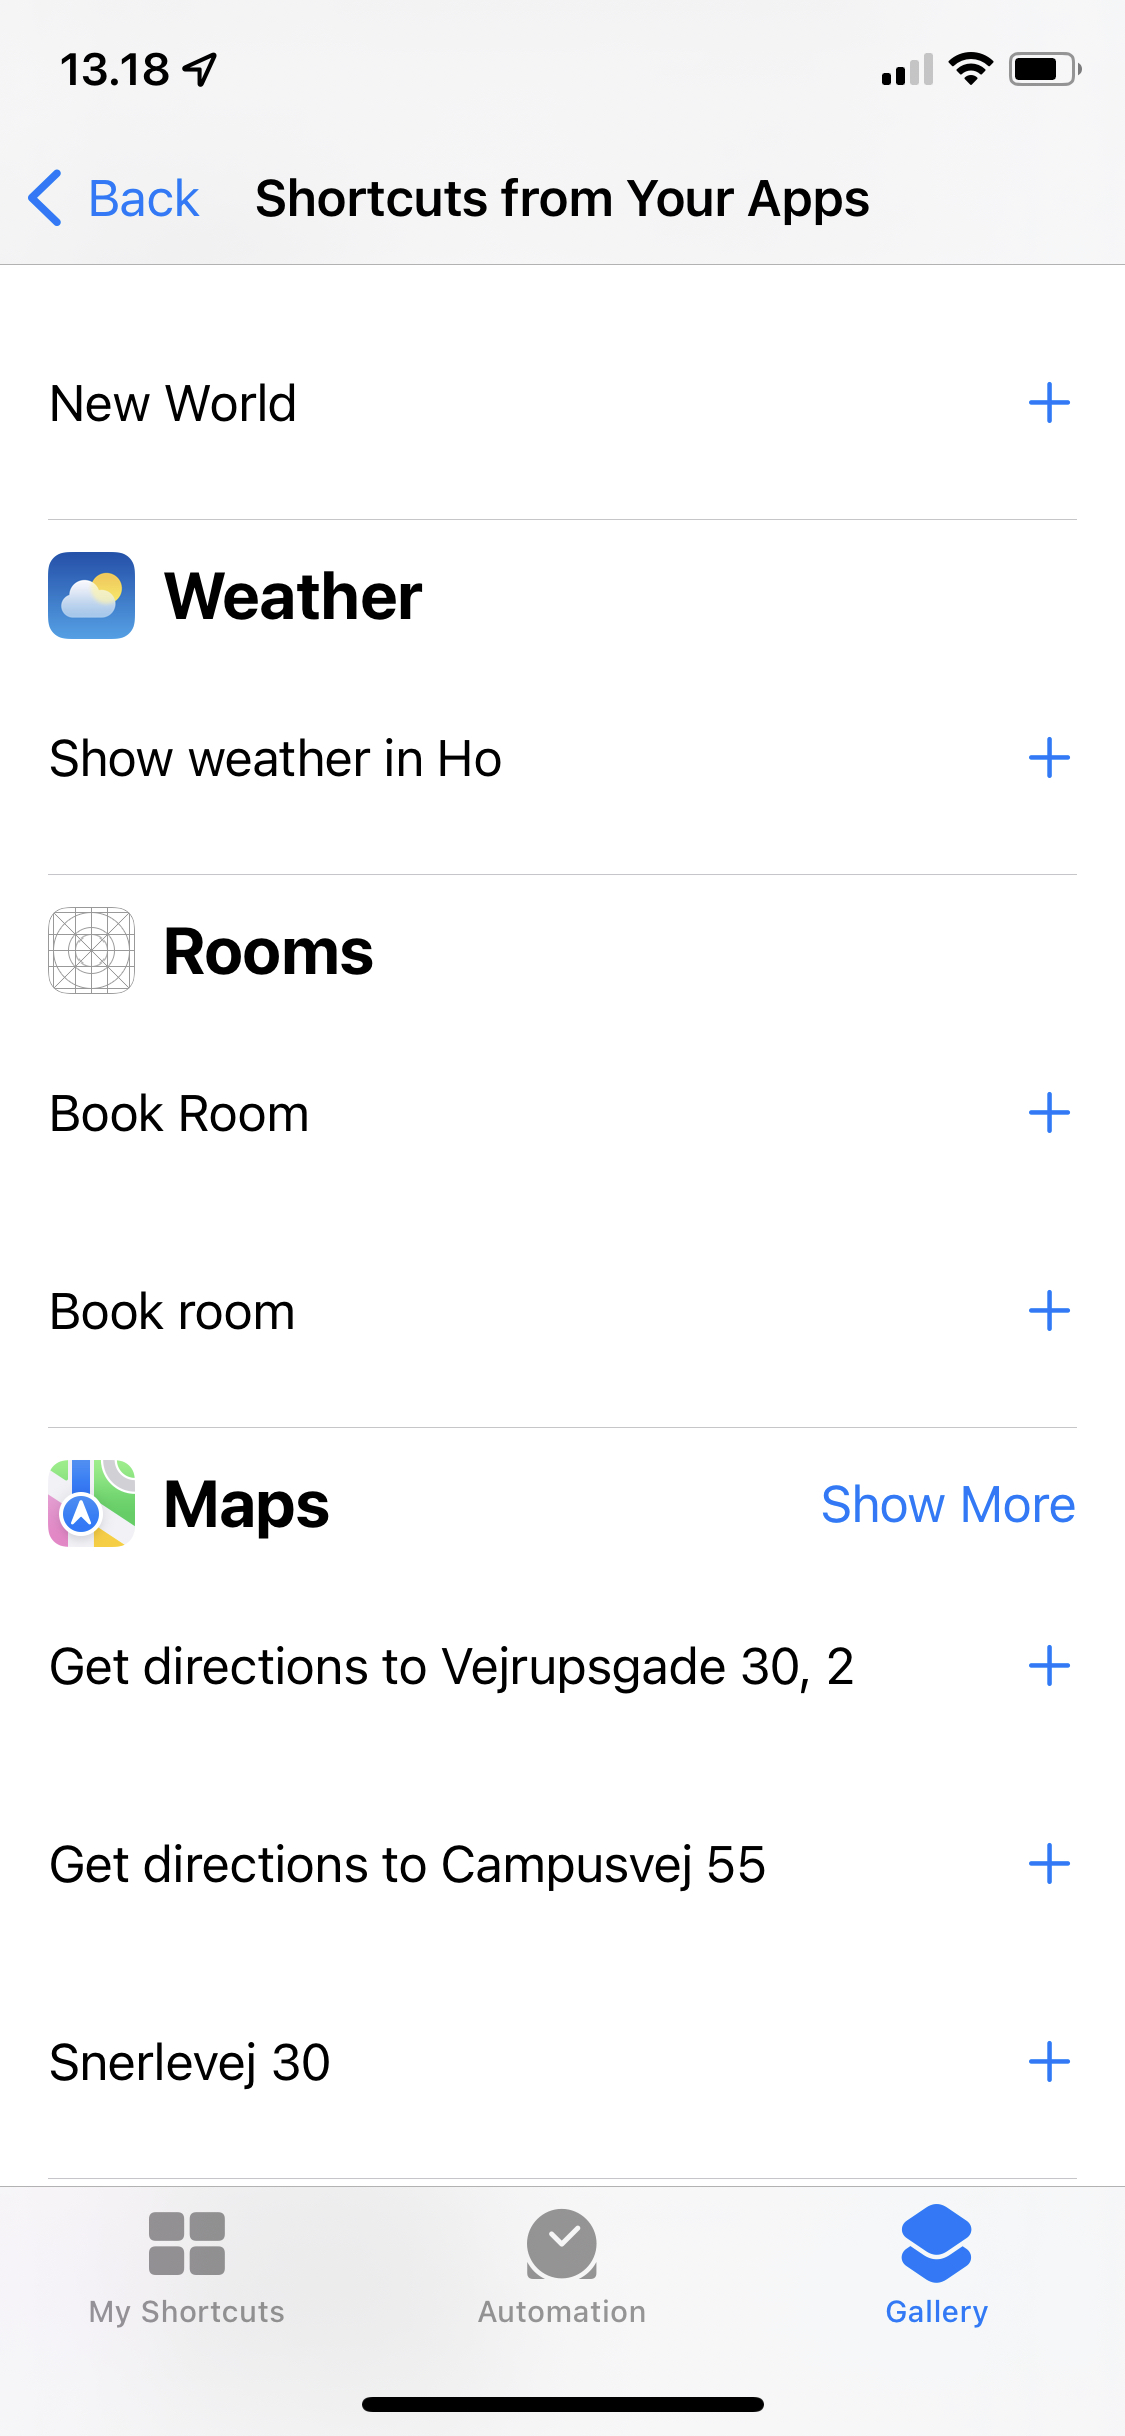 13.18
Back
Shortcuts from Your Apps
New World
Weather
Show weather in Ho
Rooms
Book Room
Book room
Maps
Show More
Get directions to Vejrupsgade 30, 2
Get directions to Campusvej 55
Snerlevej 30
My Shortcuts
Automation
Gallery